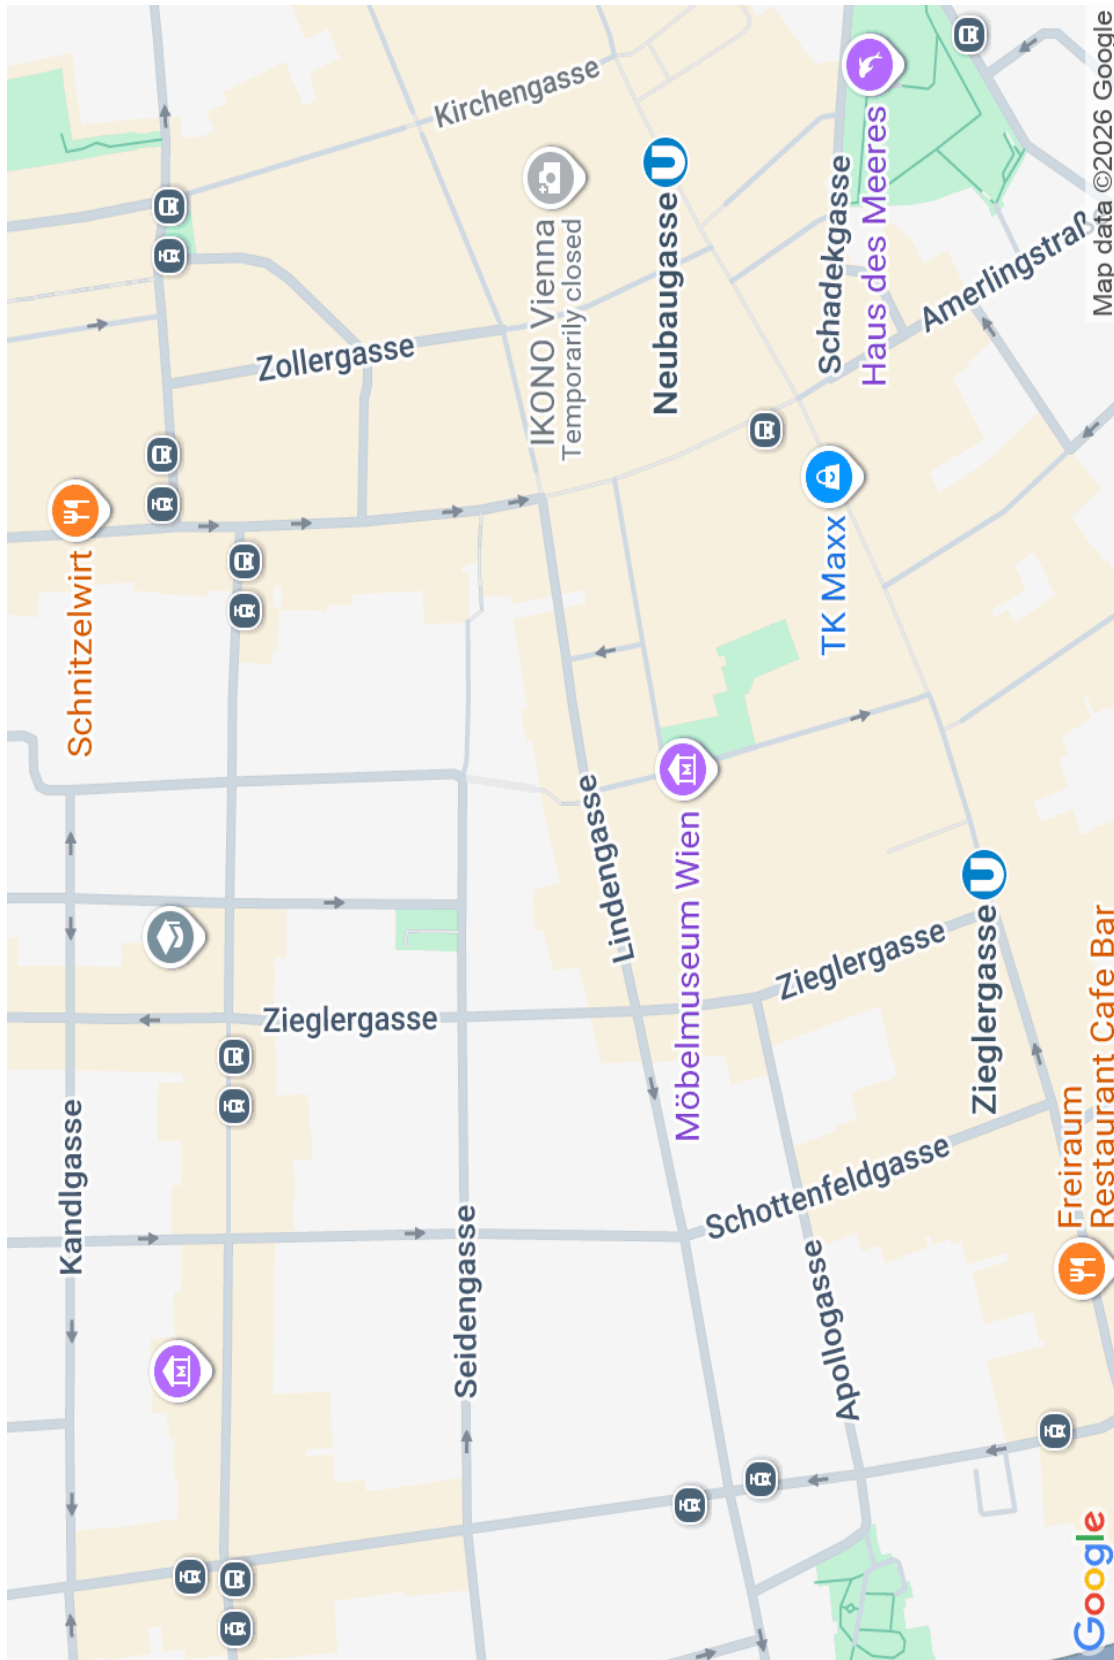 Schnitzelwirt
Kirchengasse
Zollergasse
IKONO Vienna
Temporarily closed
Neubaugasse
Schadekgasse
Haus des Meeres
Amerlingstraß
Map data ©2026 Google
TK Maxx
Lindengasse
Möbelmuseum Wien
Zieglergasse
Zieglergasse
Zieglergasse
Kandlgasse
Seidengasse
Schottenfeldgasse
Apollogasse
Freiraum
Restaurant Cafe Bar
Google